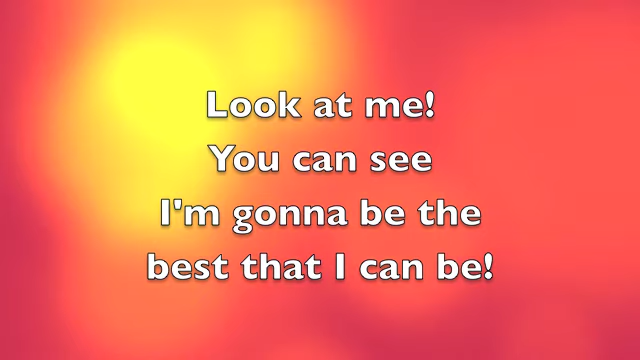 Look at me!
You can see
I'm gonna be the
best that I can be!